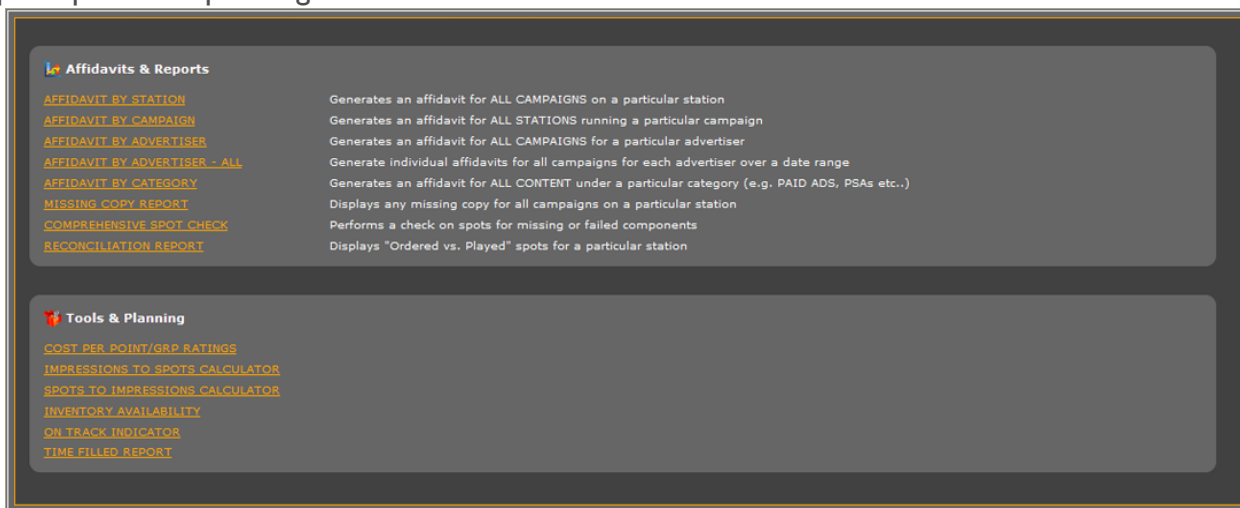 Affidavits & Reports
AFFIDAVIT BY STATION Generates an affidavit for ALL CAMPAIGNS on a particular station
AFFIDAVIT BY CAMPAIGN Generates an affidavit for ALL STATIONS running a particular campaign
AFFIDAVIT BY ADVERTISER Generates an affidavit for ALL CAMPAIGNS for a particular advertiser
AFFIDAVIT BY ADVERTISER - ALL Generate individual affidavits for all campaigns for each advertiser over a date range
AFFIDAVIT BY CATEGORY Generates an affidavit for ALL CONTENT under a particular category (e.g. PAID ADS, PSAs etc..)
MISSING COPY REPORT Displays any missing copy for all campaigns on a particular station
COMPREHENSIVE SPOT CHECK Performs a check on spots for missing or failed components
RECONCILIATION REPORT Displays "Ordered vs. Played" spots for a particular station
Tools & Planning
COST PER POINT/GRP RATINGS
IMPRESSIONS TO SPOTS CALCULATOR
SPOTS TO IMPRESSIONS CALCULATOR
INVENTORY AVAILABILITY
ON TRACK INDICATOR
TIME FILLED REPORT